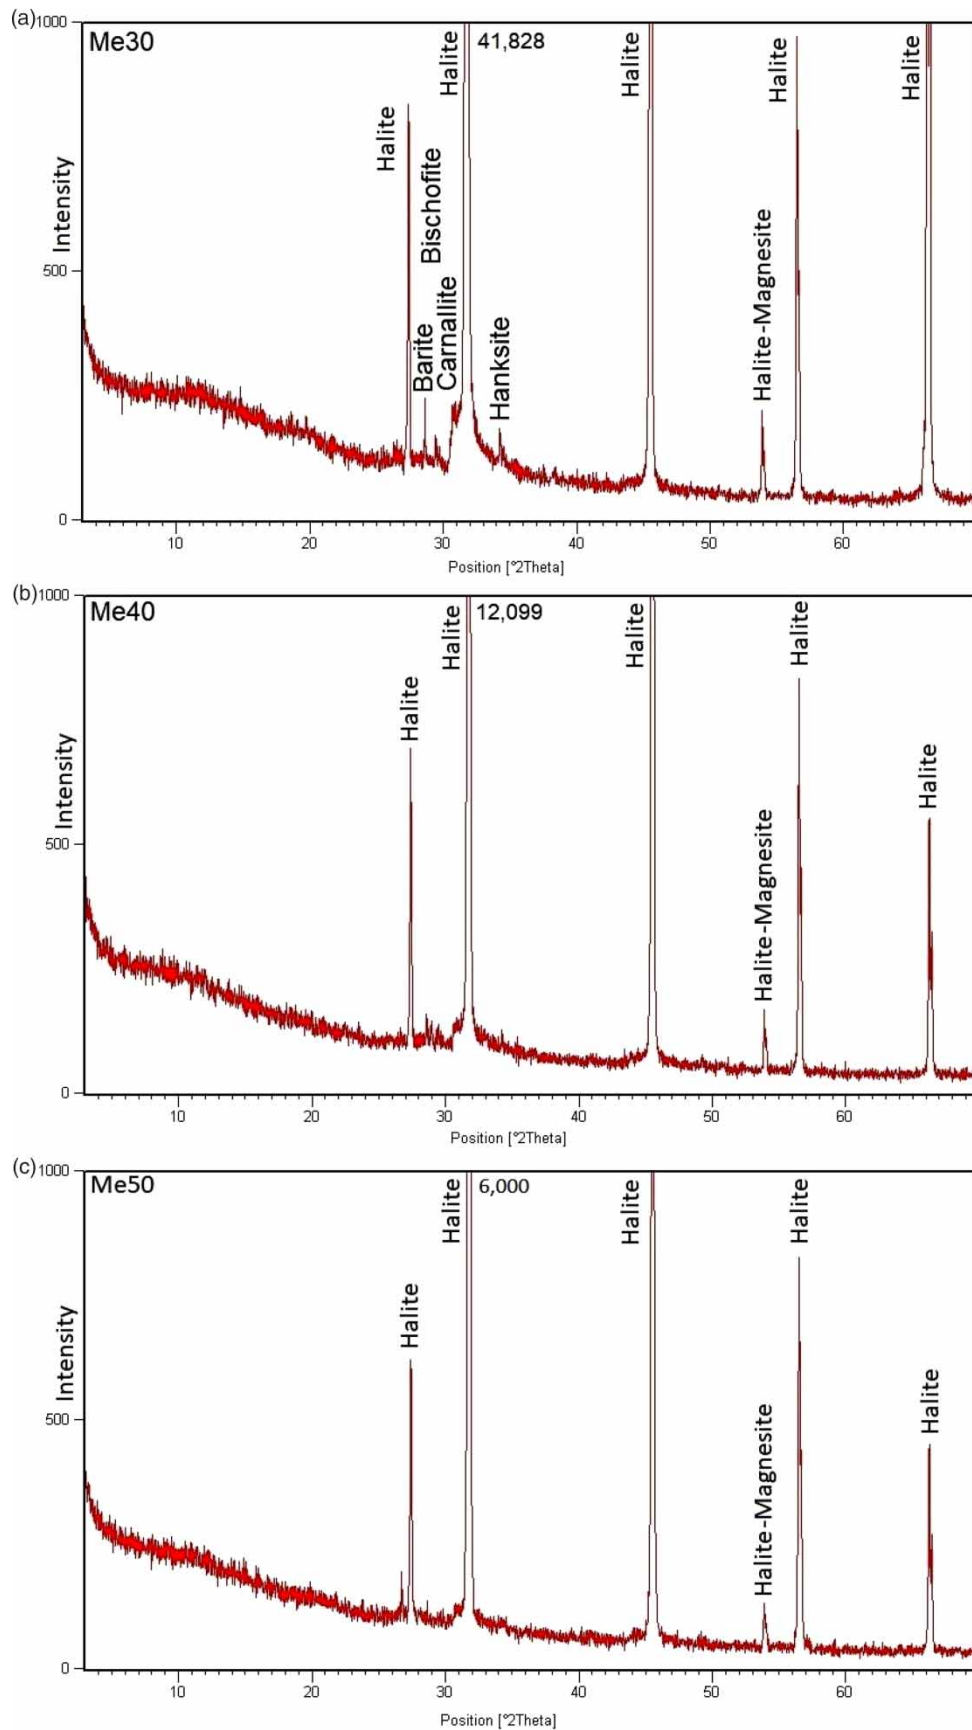 (a)
1000
Me30
Halite
41,828
Halite
Halite
Halite
Halite
Bischofite
Barite
Carnallite
Hanksite
Halite-Magnesite
Intensity
500
0
10 20 30 40 50 60
Position [°2Theta]
(b)
1000
Me40
Halite
12,099
Halite
Halite
Halite
Halite-Magnesite
Halite
Intensity
500
0
10 20 30 40 50 60
Position [°2Theta]
(c)
1000
Me50
Halite
6,000
Halite
Halite
Halite
Halite-Magnesite
Halite
Intensity
500
0
10 20 30 40 50 60
Position [°2Theta]